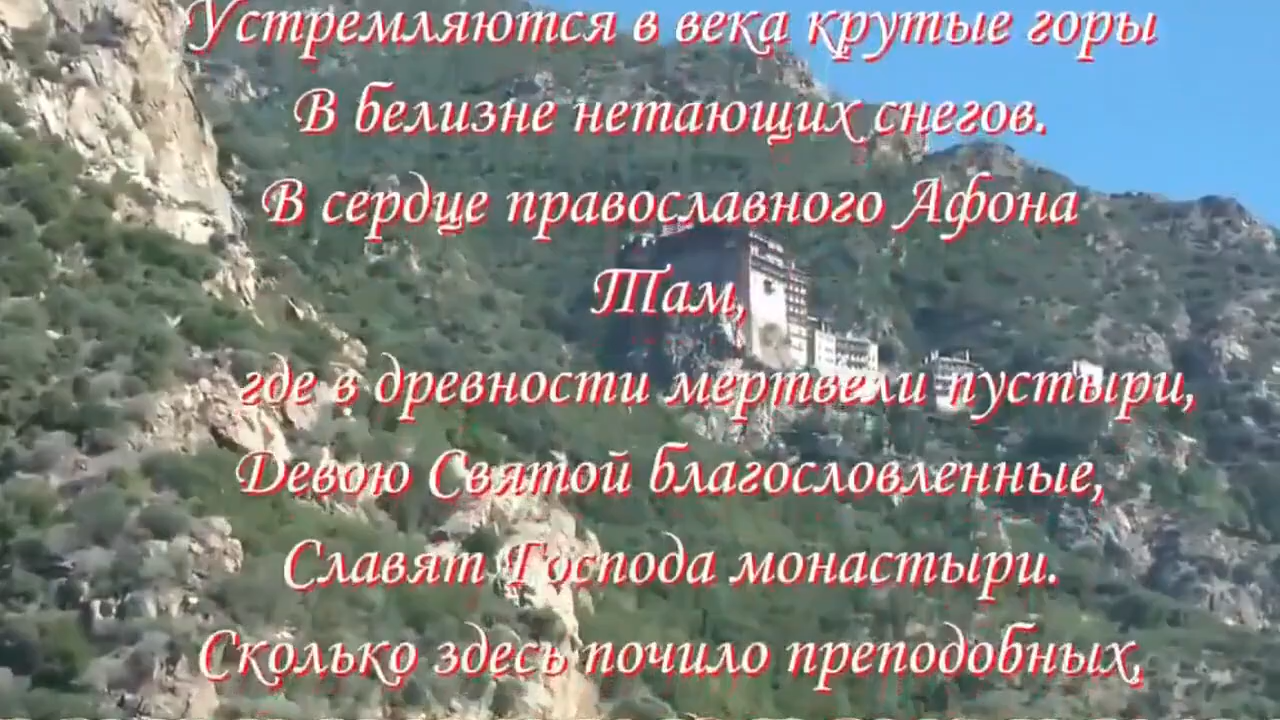 Устремляются в века крутые горы
В белизне нетающих снегов.
В сердце православного Афона
Там,
где в древности мертвели пустыри,
Девою Святой благословленные,
Славят Господа монастыри.
Сколько здесь почило преподобных,